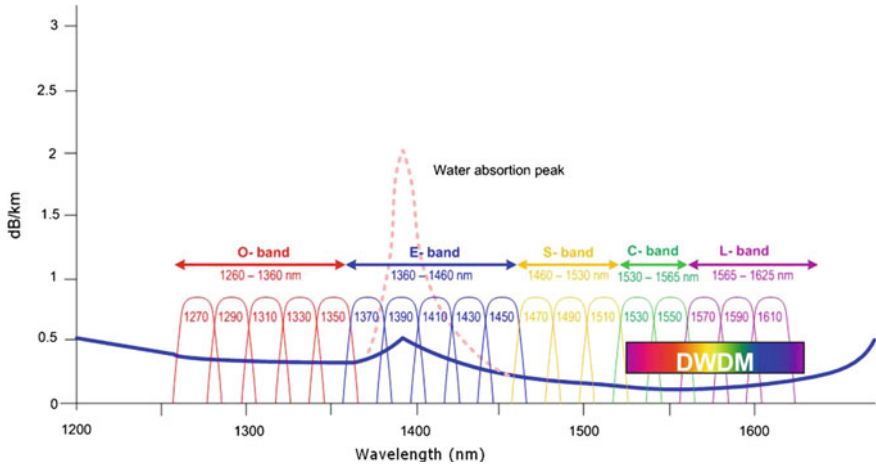 3
2.5
2
1.5
1
0.5
0
dB/km
Water absortion peak
O- band
E- band
S- band
C- band
L- band
1260 – 1360 nm
1360 – 1460 nm
1460 – 1530 nm
1530 – 1565 nm
1565 – 1625 nm
1270 1290 1310 1330 1350 1370 1390 1410 1430 1450 1470 1490 1510 1530 1550 1570 1590 1610
DWDM
1200 1300 1400 1500 1600
Wavelength (nm)